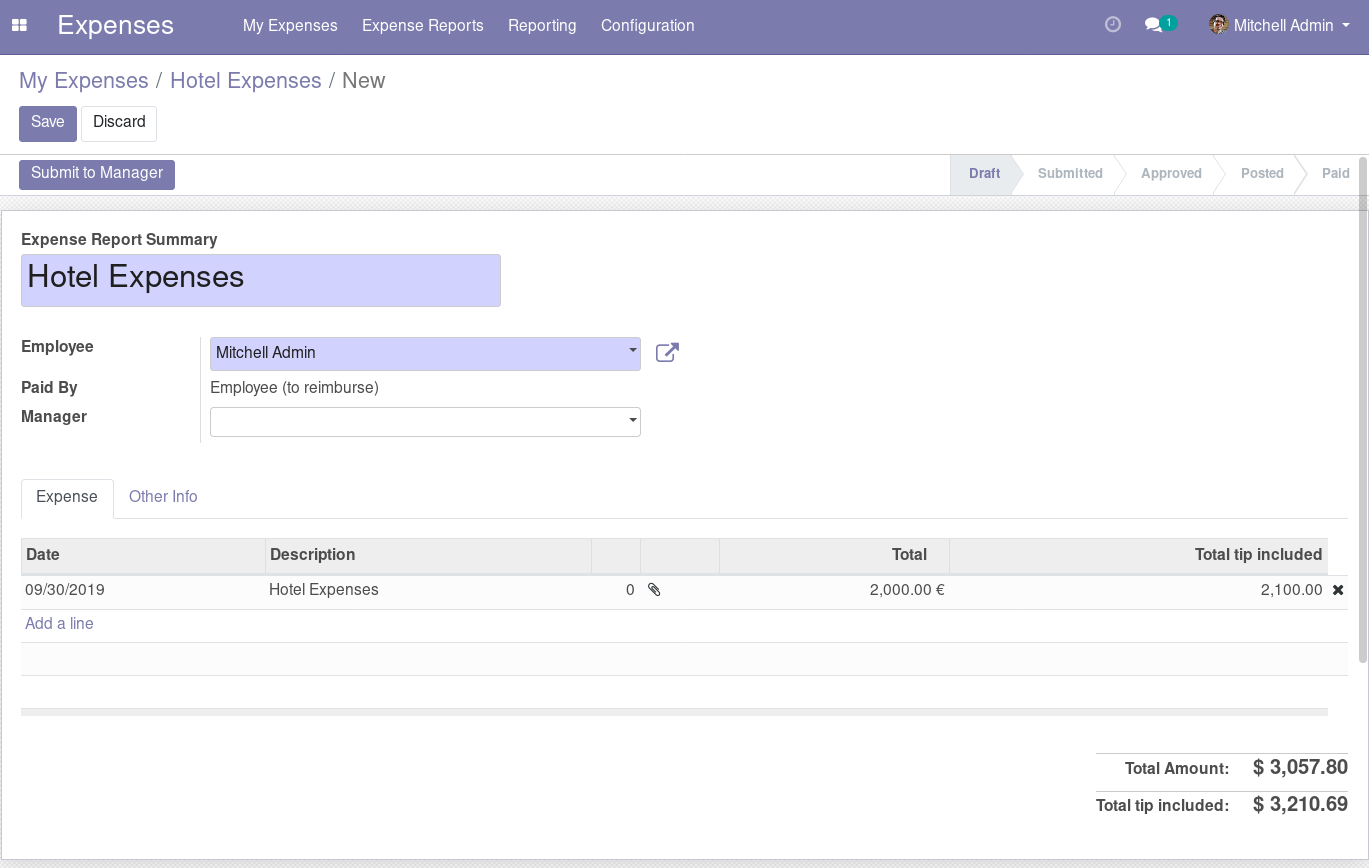 Expenses My Expenses Expense Reports Reporting Configuration 1 Mitchell Admin
My Expenses / Hotel Expenses / New
Save Discard
Submit to Manager Draft Submitted Approved Posted Paid
Expense Report Summary
Hotel Expenses
Employee Mitchell Admin
Paid By Employee (to reimburse)
Manager
Expense Other Info
Date Description Total Total tip included
09/30/2019 Hotel Expenses 0 2,000.00 € 2,100.00
Add a line
Total Amount: $ 3,057.80
Total tip included: $ 3,210.69